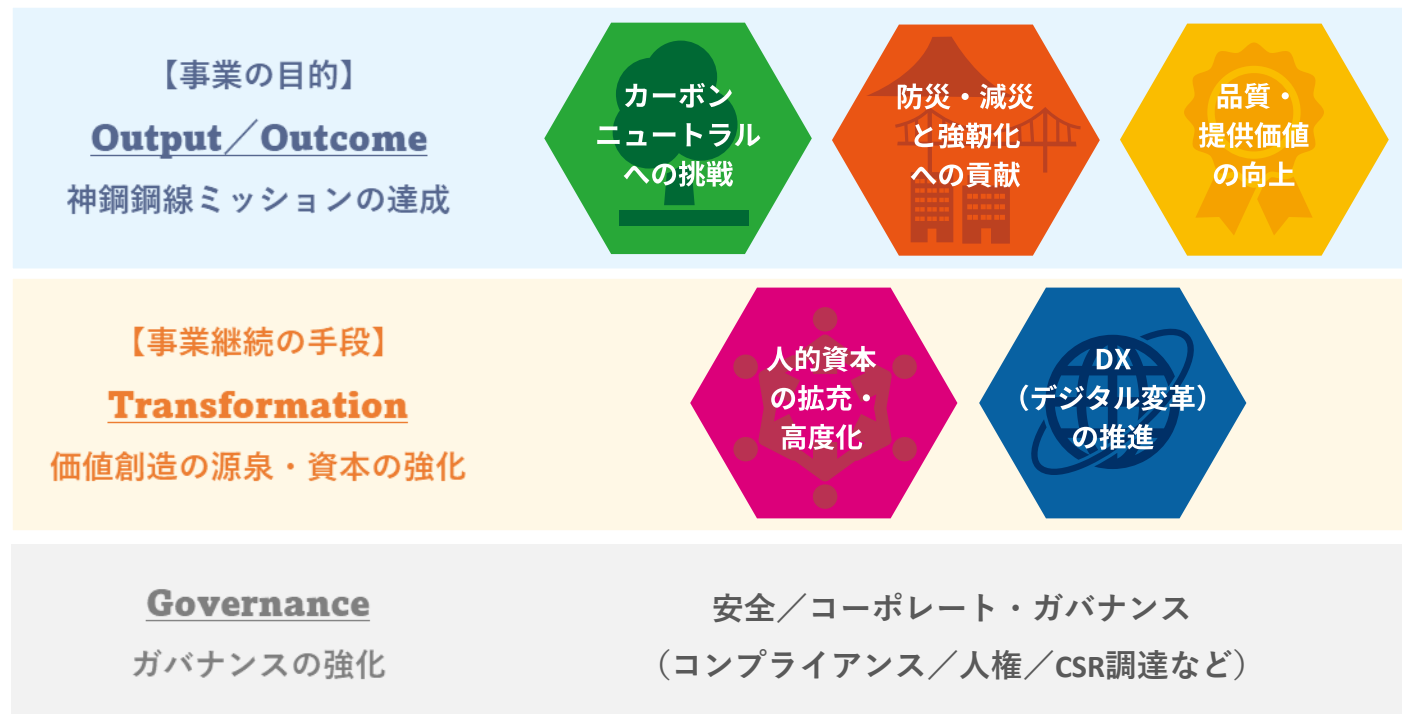 【事業の目的】
Output／Outcome
神鋼鋼線ミッションの達成
カーボン
ニュートラル
への挑戦
防災・減災
と強靭化
への貢献
品質・
提供価値
の向上
【事業継続の手段】
Transformation
価値創造の源泉・資本の強化
人的資本
の拡充・
高度化
DX
（デジタル変革）
の推進
Governance
ガバナンスの強化
安全／コーポレート・ガバナンス
（コンプライアンス／人権／CSR調達など）